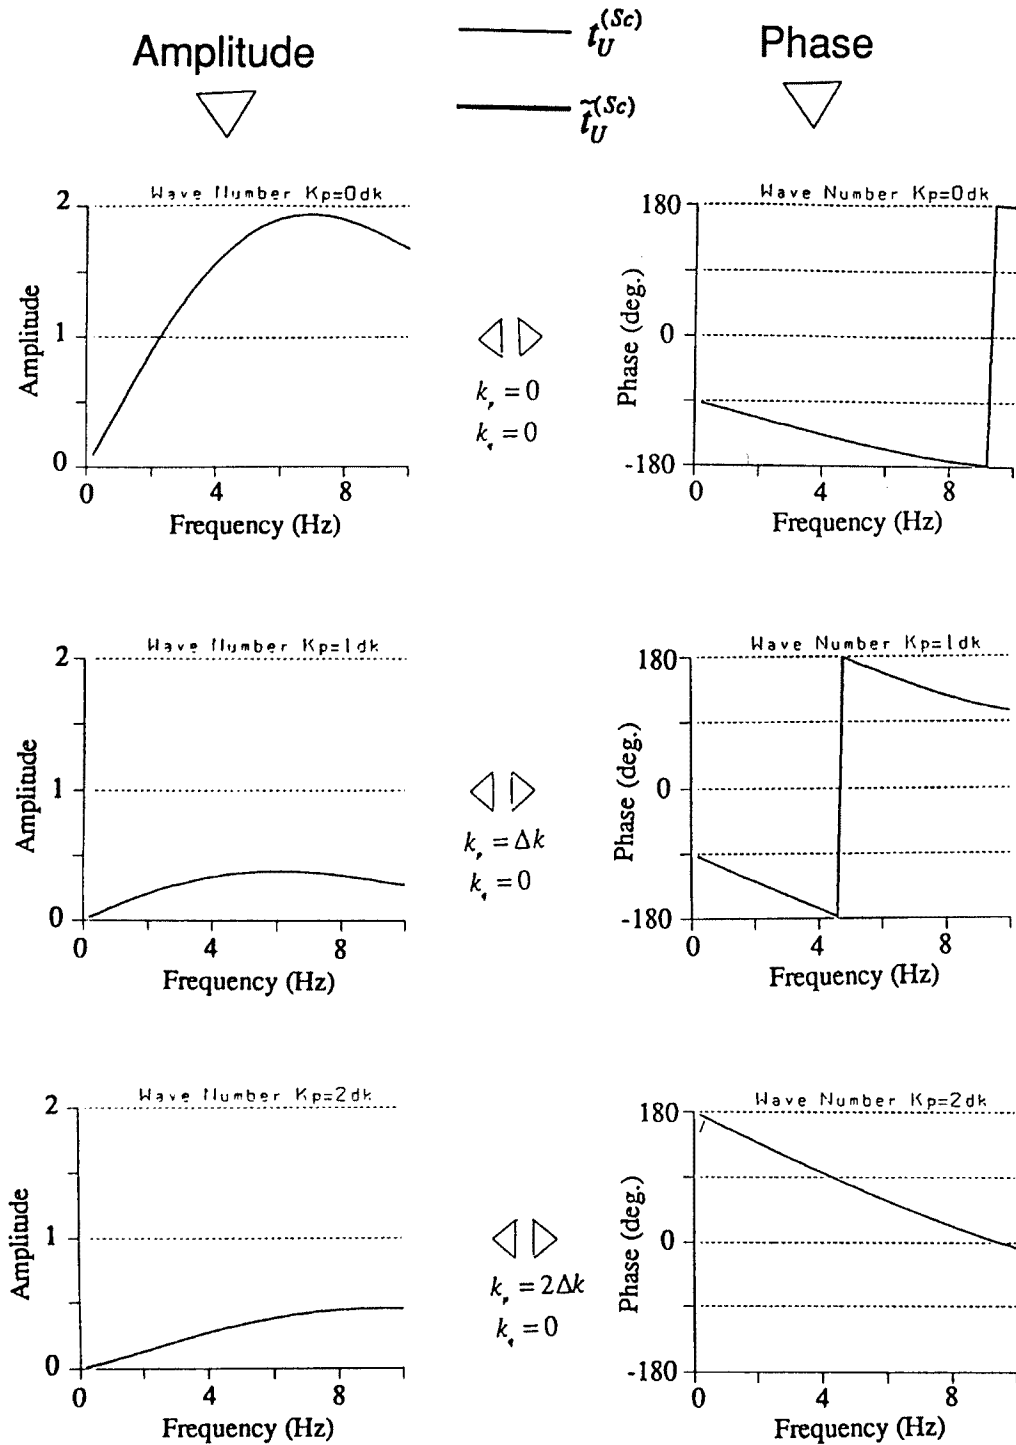 Amplitude
t_U^(Sc)
Phase
t̃_U^(Sc)
Wave Number Kp=0dk
2
1
0
Amplitude
0 4 8
Frequency (Hz)
k_p = 0
k_q = 0
Wave Number Kp=0dk
180
0
-180
Phase (deg.)
0 4 8
Frequency (Hz)
Wave Number Kp=1dk
2
1
0
Amplitude
0 4 8
Frequency (Hz)
k_p = Δk
k_q = 0
Wave Number Kp=1dk
180
0
-180
Phase (deg.)
0 4 8
Frequency (Hz)
Wave Number Kp=2dk
2
1
0
Amplitude
0 4 8
Frequency (Hz)
k_p = 2Δk
k_q = 0
Wave Number Kp=2dk
180
0
-180
Phase (deg.)
0 4 8
Frequency (Hz)